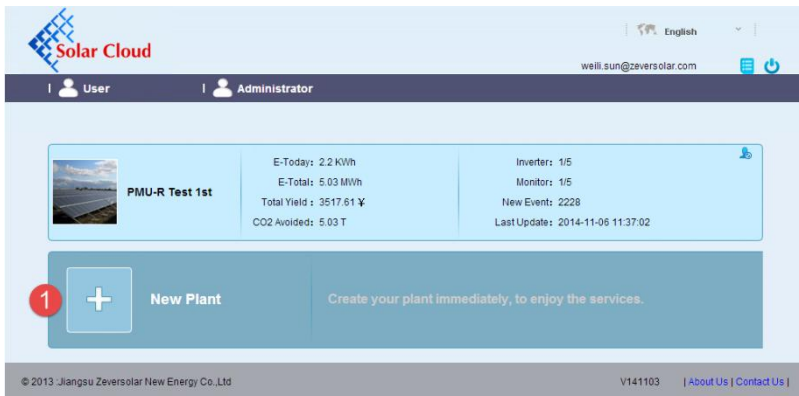 Solar Cloud
English
weili.sun@zeversolar.com
User
Administrator
PMU-R Test 1st
E-Today: 2.2 KWh
E-Total: 5.03 MWh
Total Yield : 3517.61 ¥
CO2 Avoided: 5.03 T
Inverter: 1/5
Monitor: 1/5
New Event: 2228
Last Update: 2014-11-06 11:37:02
1
New Plant
Create your plant immediately, to enjoy the services.
© 2013 :Jiangsu Zeversolar New Energy Co.,Ltd
V141103 | About Us | Contact Us |